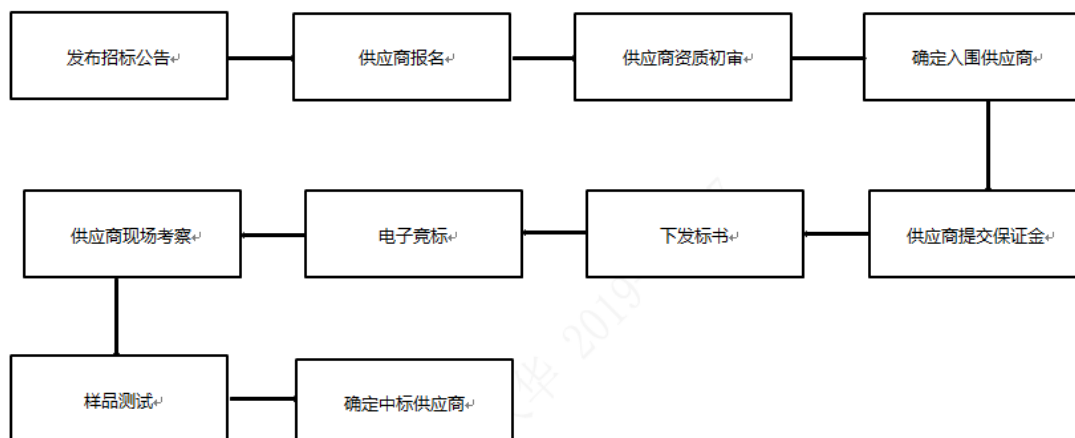 发布招标公告
供应商报名
供应商资质初审
确定入围供应商
供应商提交保证金
下发标书
电子竞标
供应商现场考察
样品测试
确定中标供应商
华 2019